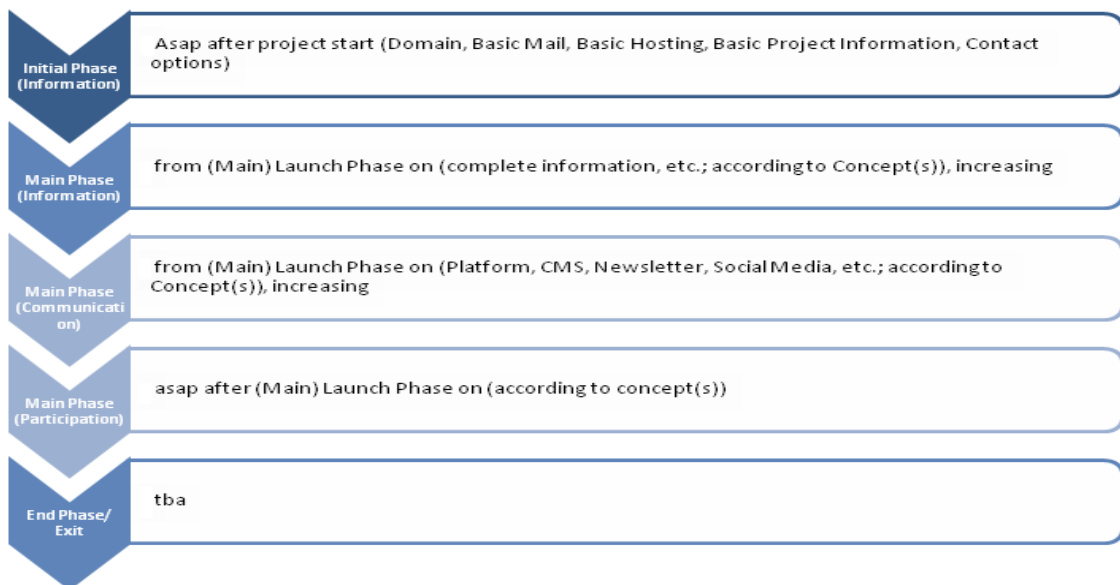 Initial Phase
(Information)
Asap after project start (Domain, Basic Mail, Basic Hosting, Basic Project Information, Contact
options)
Main Phase
(Information)
from (Main) Launch Phase on (complete information, etc.; according to Concept(s)), increasing
Main Phase
(Communicati
on)
from (Main) Launch Phase on (Platform, CMS, Newsletter, Social Media, etc.; according to
Concept(s)), increasing
Main Phase
(Participation)
asap after (Main) Launch Phase on (according to concept(s))
End Phase/
Exit
tba